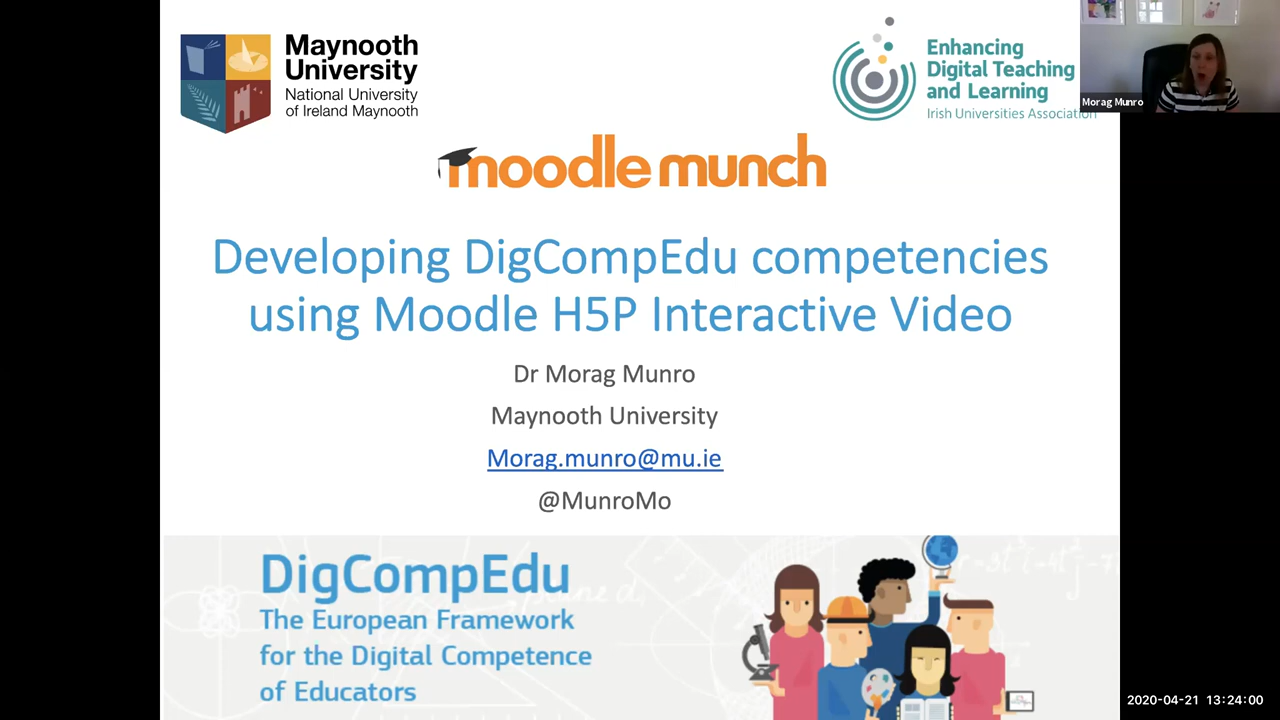 Maynooth
University
National University
of Ireland Maynooth
Enhancing
Digital Teaching
and Learning
Irish Universities Association
Morag Munro
moodle munch
Developing DigCompEdu competencies
using Moodle H5P Interactive Video
Dr Morag Munro
Maynooth University
Morag.munro@mu.ie
@MunroMo
DigCompEdu
The European Framework
for the Digital Competence
of Educators
2020-04-21 13:24:00